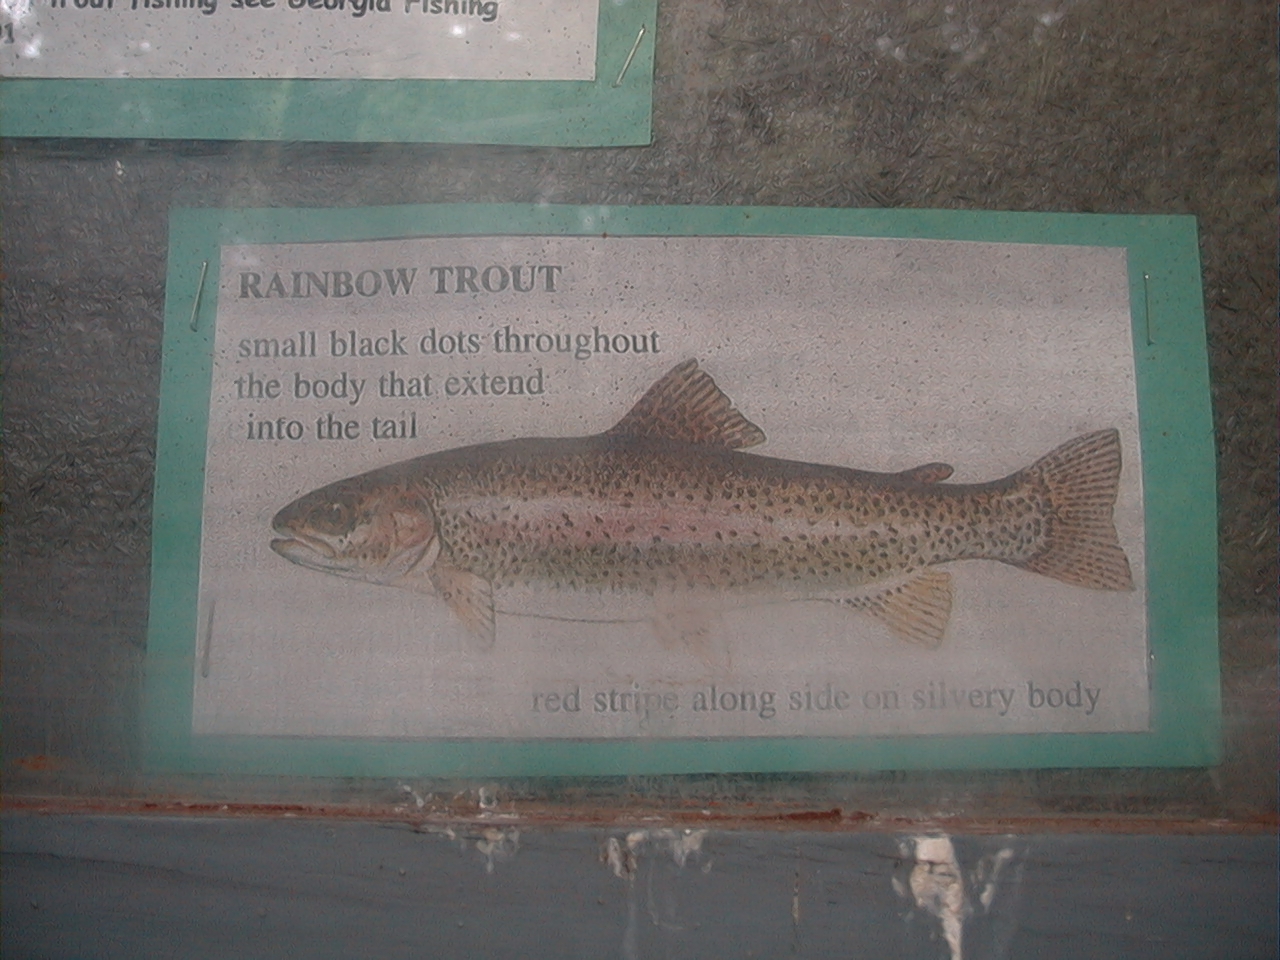 Trout fishing see Georgia Fishing
RAINBOW TROUT
small black dots throughout
the body that extend
into the tail
red stripe along side on silvery body